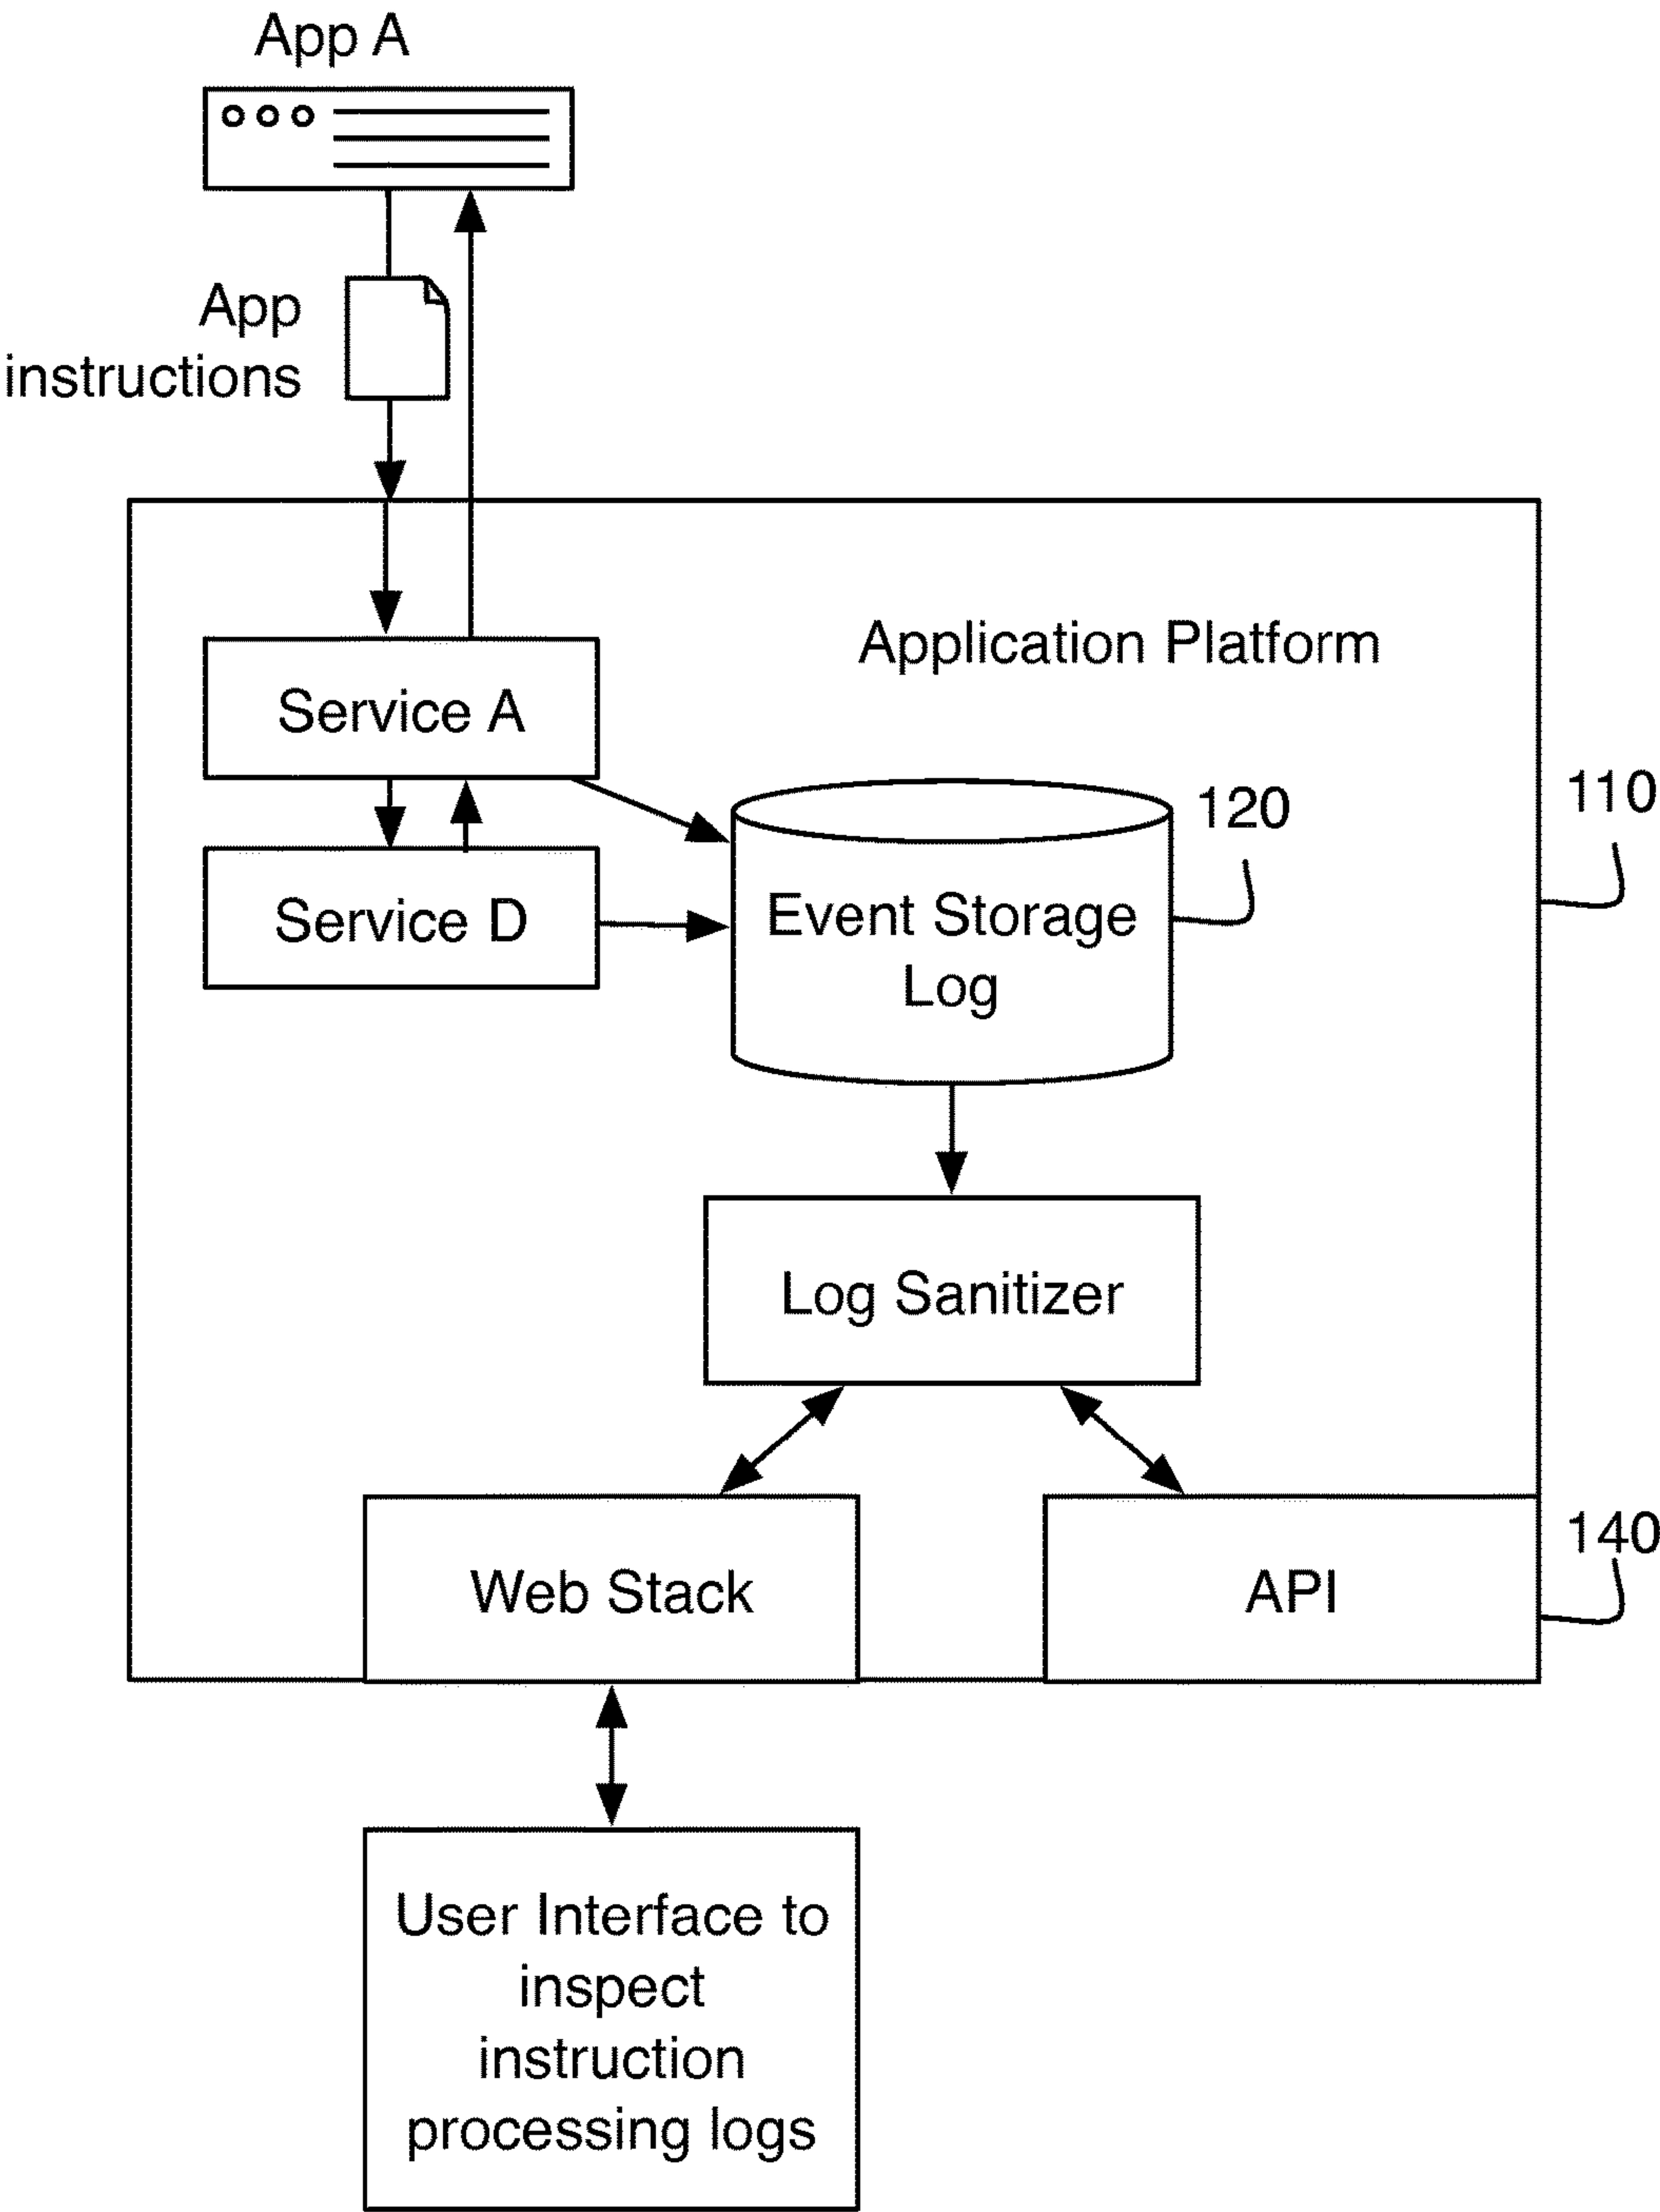 App A
App
instructions
Application Platform
Service A
110
120
Service D
Event Storage
Log
Log Sanitizer
140
Web Stack
API
User Interface to
inspect
instruction
processing logs